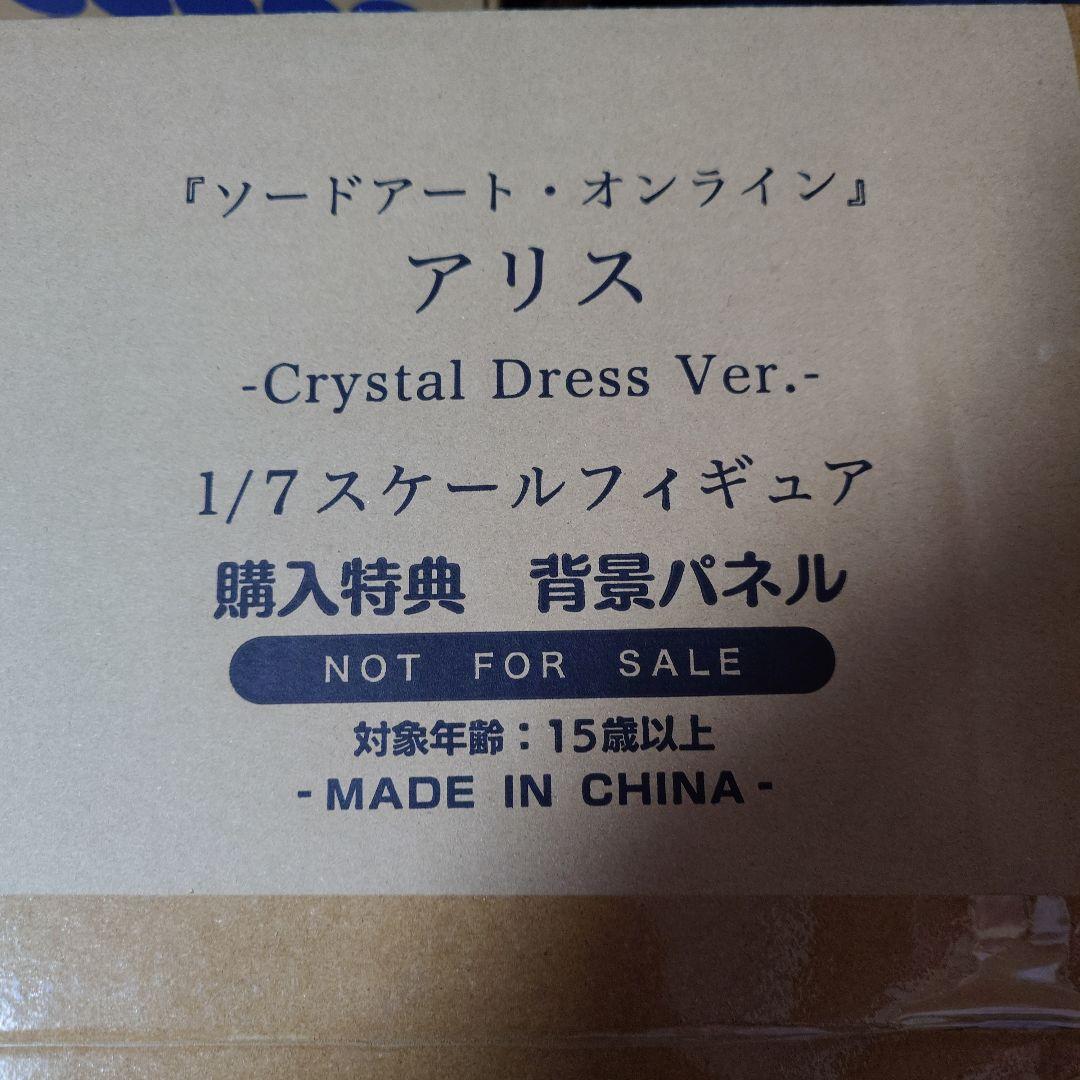 『ソードアート・オンライン』
アリス
-Crystal Dress Ver.-
1/7スケールフィギュア
購入特典　背景パネル
NOT FOR SALE
対象年齢：15歳以上
-MADE IN CHINA-